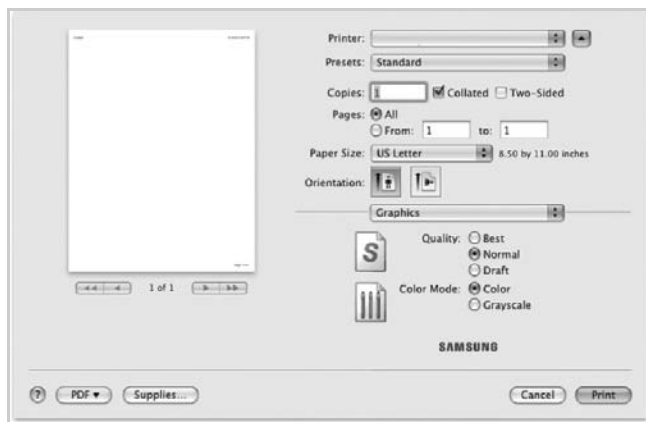 Printer:
Presets: Standard
Copies: 1 Collated Two-Sided
Pages: All
From: 1 to: 1
Paper Size: US Letter 8.50 by 11.00 inches
Orientation:
Graphics
S Quality: Best
Normal
Draft
Color Mode: Color
Grayscale
1 of 1
SAMSUNG
? PDF Supplies... Cancel Print